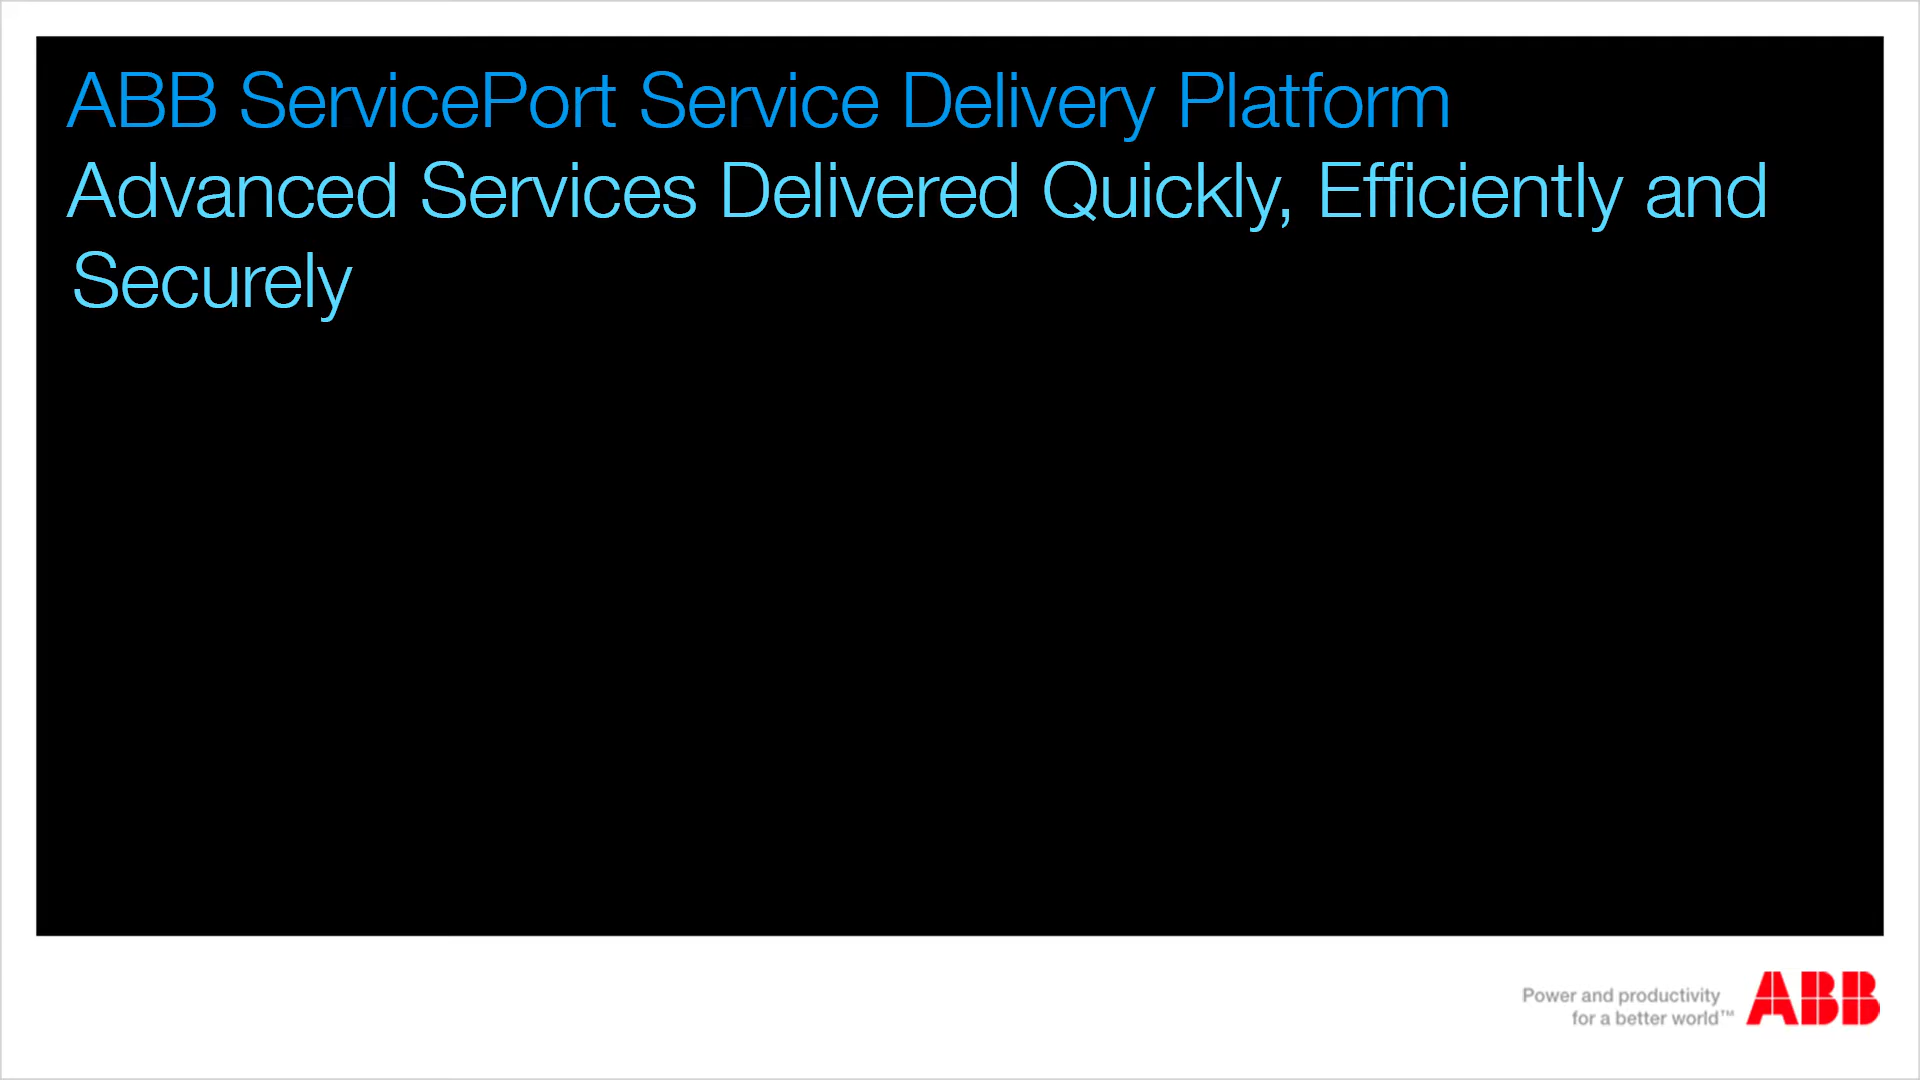 ABB ServicePort Service Delivery Platform
Advanced Services Delivered Quickly, Efficiently and
Securely
Power and productivity
for a better world™
ABB